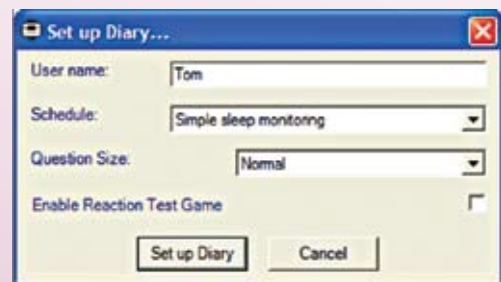 Set up Diary...
User name: Tom
Schedule: Simple sleep monitoring
Question Size: Normal
Enable Reaction Test Game
Set up Diary Cancel